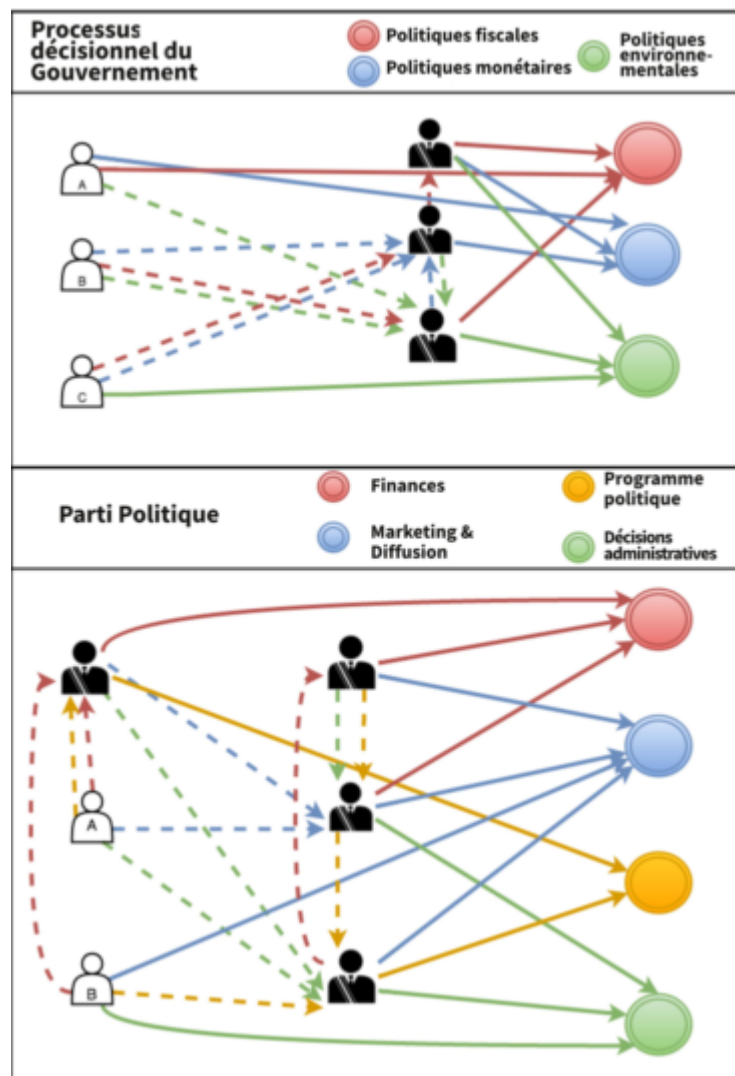 Processus
décisionnel du
Gouvernement
Politiques fiscales
Politiques monétaires
Politiques
environne-
mentales
A
B
C
Parti Politique
Finances
Marketing &
Diffusion
Programme
politique
Décisions
administratives
A
B